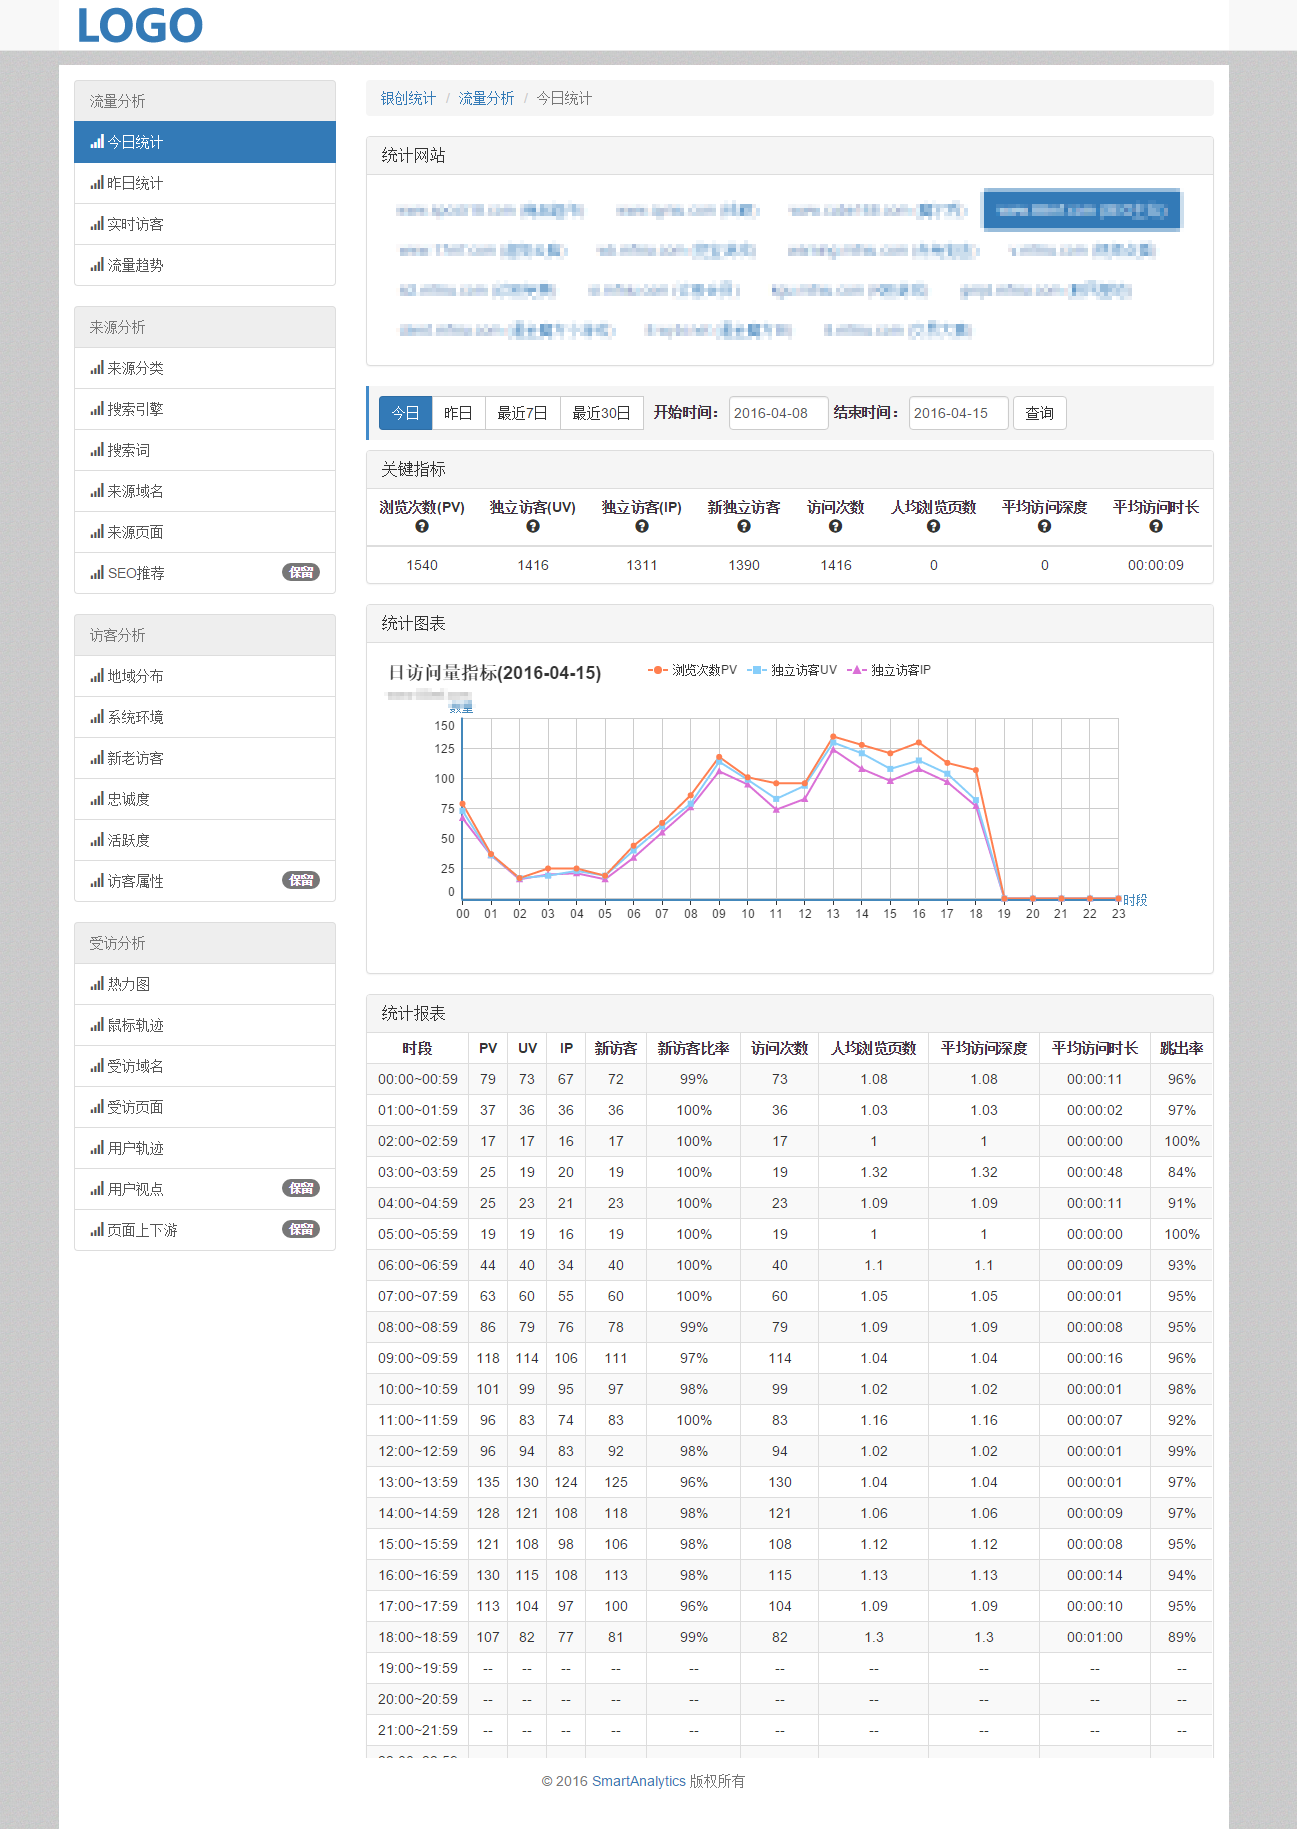 LOGO
流量分析
今日统计
昨日统计
实时访客
流量趋势
来源分析
来源分类
搜索引擎
搜索词
来源域名
来源页面
SEO推荐 保留
访客分析
地域分布
系统环境
新老访客
忠诚度
活跃度
访客属性 保留
受访分析
热力图
鼠标轨迹
受访域名
受访页面
用户轨迹
用户视点 保留
页面上下游 保留
银创统计 / 流量分析 / 今日统计
统计网站
今日 昨日 最近7日 最近30日 开始时间： 2016-04-08 结束时间： 2016-04-15 查询
关键指标
浏览次数(PV) 独立访客(UV) 独立访客(IP) 新独立访客 访问次数 人均浏览页数 平均访问深度 平均访问时长
1540 1416 1311 1390 1416 0 0 00:00:09
统计图表
日访问量指标(2016-04-15)
浏览次数PV 独立访客UV 独立访客IP
数量
150
125
100
75
50
25
0
00 01 02 03 04 05 06 07 08 09 10 11 12 13 14 15 16 17 18 19 20 21 22 23
时段
统计报表
时段 PV UV IP 新访客 新访客比率 访问次数 人均浏览页数 平均访问深度 平均访问时长 跳出率
00:00~00:59 79 73 67 72 99% 73 1.08 1.08 00:00:11 96%
01:00~01:59 37 36 36 36 100% 36 1.03 1.03 00:00:02 97%
02:00~02:59 17 17 16 17 100% 17 1 1 00:00:00 100%
03:00~03:59 25 19 20 19 100% 19 1.32 1.32 00:00:48 84%
04:00~04:59 25 23 21 23 100% 23 1.09 1.09 00:00:11 91%
05:00~05:59 19 19 16 19 100% 19 1 1 00:00:00 100%
06:00~06:59 44 40 34 40 100% 40 1.1 1.1 00:00:09 93%
07:00~07:59 63 60 55 60 100% 60 1.05 1.05 00:00:01 95%
08:00~08:59 86 79 76 78 99% 79 1.09 1.09 00:00:08 95%
09:00~09:59 118 114 106 111 97% 114 1.04 1.04 00:00:16 96%
10:00~10:59 101 99 95 97 98% 99 1.02 1.02 00:00:01 98%
11:00~11:59 96 83 74 83 100% 83 1.16 1.16 00:00:07 92%
12:00~12:59 96 94 83 92 98% 94 1.02 1.02 00:00:01 99%
13:00~13:59 135 130 124 125 96% 130 1.04 1.04 00:00:01 97%
14:00~14:59 128 121 108 118 98% 121 1.06 1.06 00:00:09 97%
15:00~15:59 121 108 98 106 98% 108 1.12 1.12 00:00:08 95%
16:00~16:59 130 115 108 113 98% 115 1.13 1.13 00:00:14 94%
17:00~17:59 113 104 97 100 96% 104 1.09 1.09 00:00:10 95%
18:00~18:59 107 82 77 81 99% 82 1.3 1.3 00:01:00 89%
19:00~19:59 -- -- -- -- -- -- -- -- -- --
20:00~20:59 -- -- -- -- -- -- -- -- -- --
21:00~21:59 -- -- -- -- -- -- -- -- -- --
© 2016 SmartAnalytics 版权所有